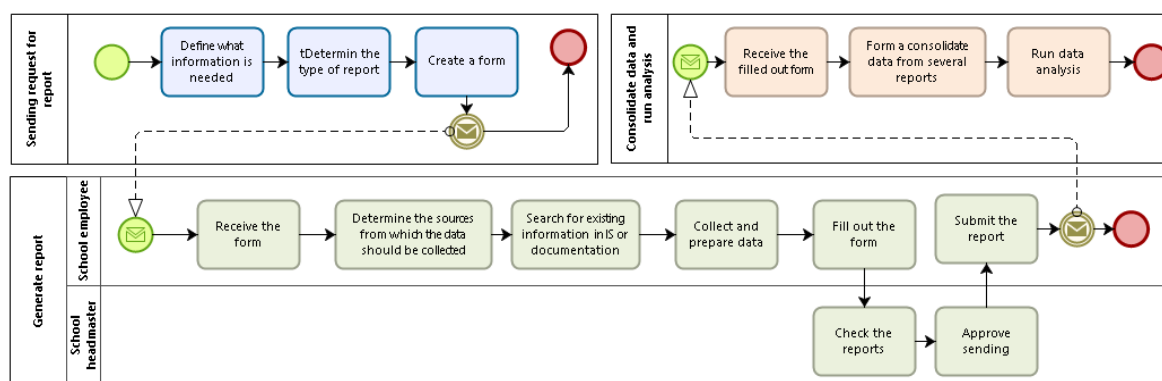 Sending request for
report
Define what
information is
needed
tDetermin the
type of report
Create a form
Consolidate data and
run analysis
Receive the
filled out form
Form a consolidate
data from several
reports
Run data
analysis
Generate report
School employee
Receive the
form
Determine the sources
from which the data
should be collected
Search for existing
information in IS or
documentation
Collect and
prepare data
Fill out the
form
Submit the
report
School
headmaster
Check the
reports
Approve
sending